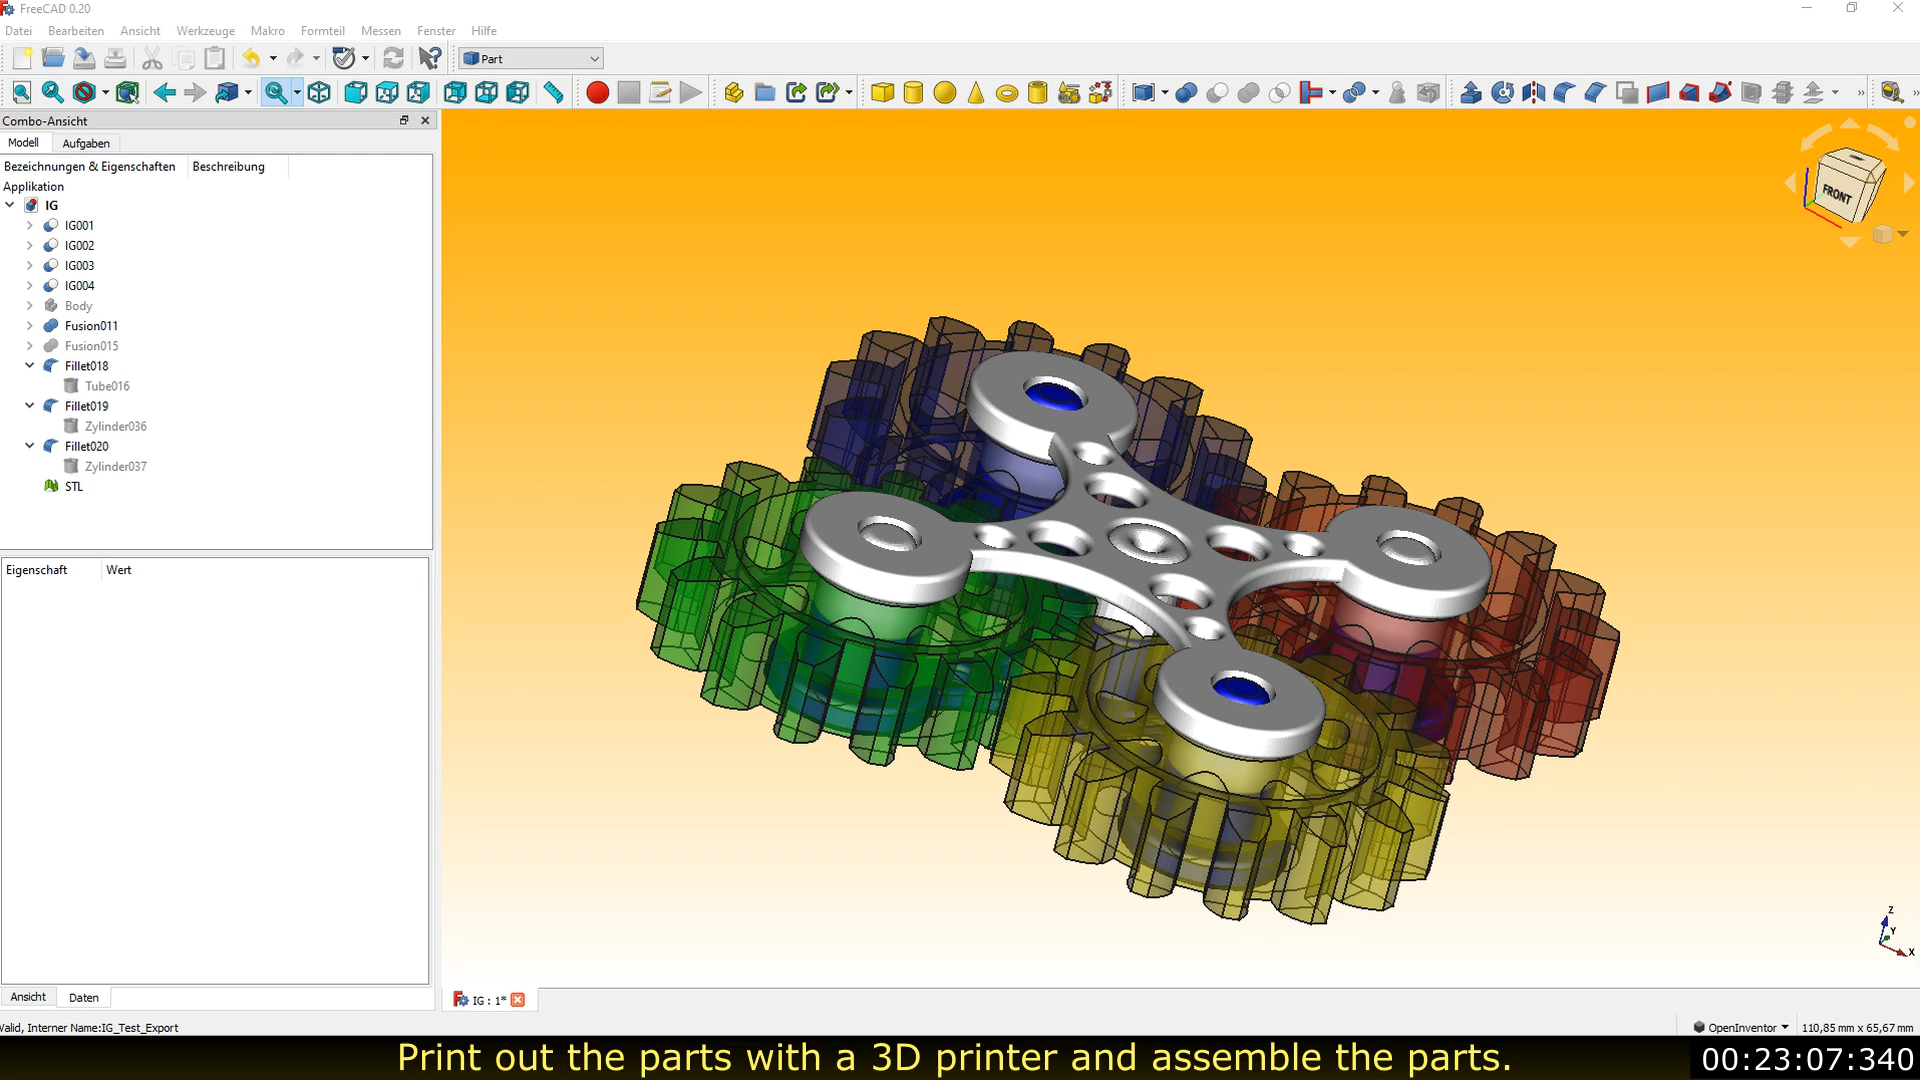 FreeCAD 0.20
Datei Bearbeiten Ansicht Werkzeuge Makro Formteil Messen Fenster Hilfe
Part
Combo-Ansicht
Modell Aufgaben
Bezeichnungen & Eigenschaften Beschreibung
Applikation
IG
IG001
IG002
IG003
IG004
Body
Fusion011
Fusion015
Fillet018
Tube016
Fillet019
Zylinder036
Fillet020
Zylinder037
STL
FRONT
Eigenschaft Wert
Z
Y
X
Ansicht Daten
IG : 1*
Valid, Interner Name:IG_Test_Export
OpenInventor 110,85 mm x 65,67 mm
Print out the parts with a 3D printer and assemble the parts.
00:23:07:340